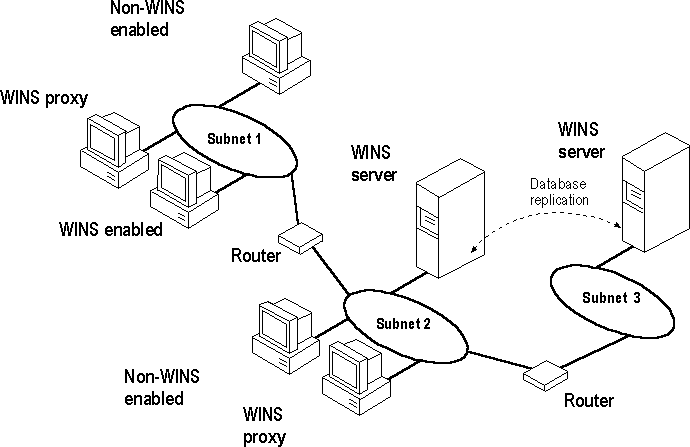 Non-WINS
enabled
WINS proxy
Subnet 1
WINS enabled
Router
WINS
server
Database
replication
WINS
server
Subnet 3
Subnet 2
Non-WINS
enabled
WINS
proxy
Router